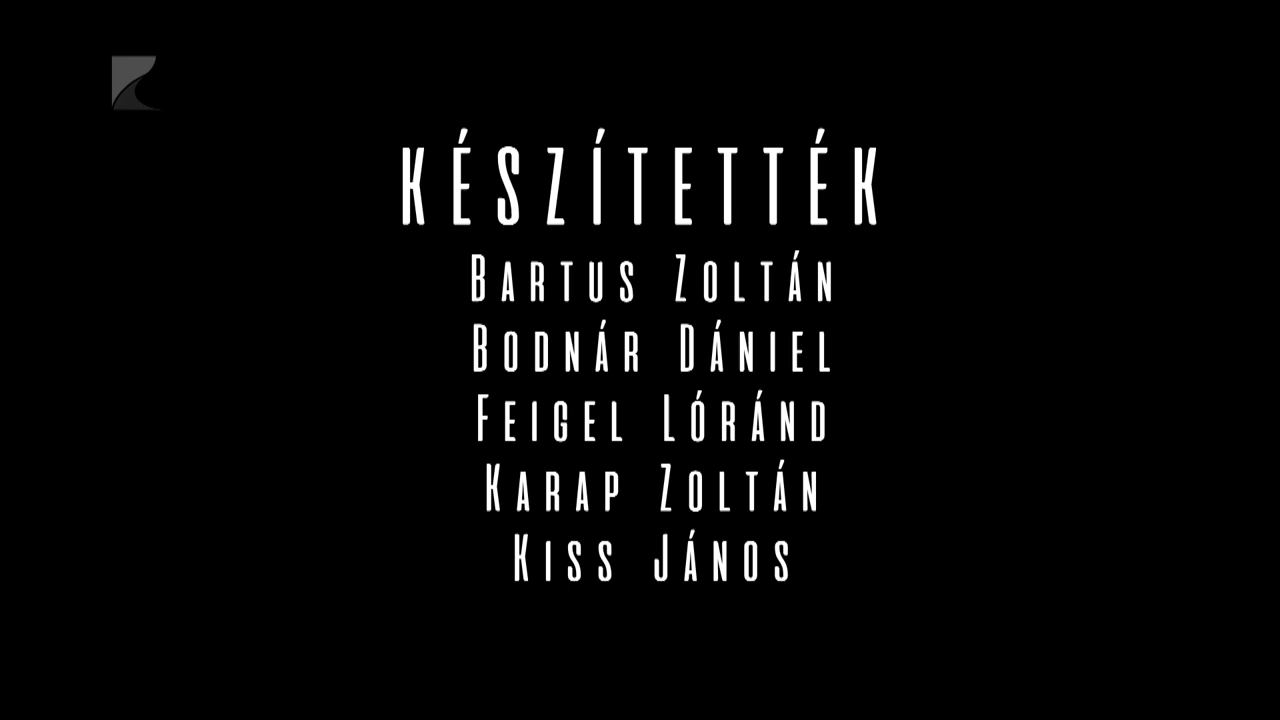 KÉSZÍTETTÉK
BARTUS ZOLTÁN
BODNÁR DÁNIEL
FEIGEL LÓRÁND
KARAP ZOLTÁN
KISS JÁNOS